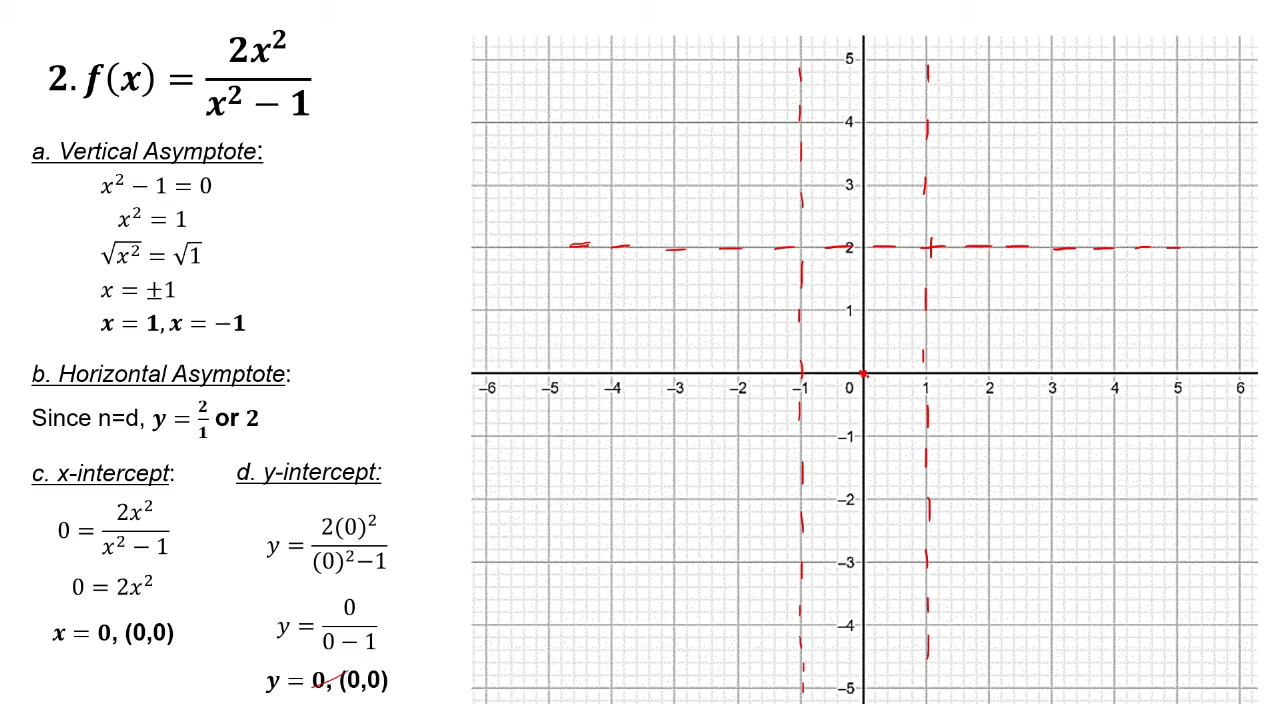 2. f(x) = 2x² / (x² − 1)
a. Vertical Asymptote:
x² − 1 = 0
x² = 1
√x² = √1
x = ±1
x = 1, x = −1
b. Horizontal Asymptote:
Since n=d, y = 2/1 or 2
c. x-intercept:
0 = 2x² / (x² − 1)
0 = 2x²
x = 0, (0,0)
d. y-intercept:
y = 2(0)² / ((0)²−1)
y = 0 / (0 − 1)
y = 0, (0,0)
5
4
3
2
1
–6 –5 –4 –3 –2 –1 0 1 2 3 4 5 6
–1
–2
–3
–4
–5